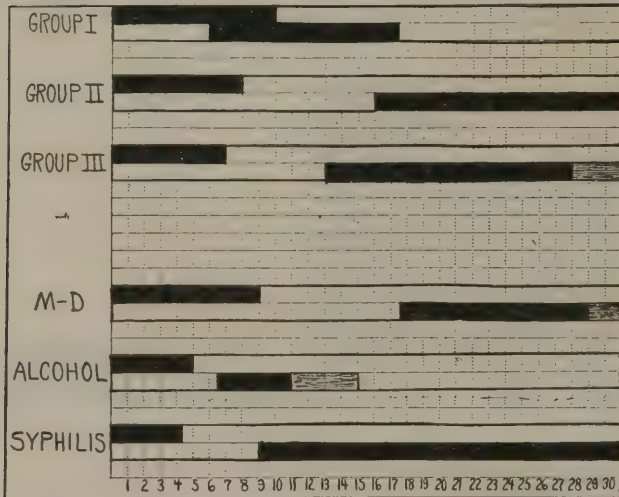 GROUP I
GROUP II
GROUP III
M-D
ALCOHOL
SYPHILIS
1 2 3 4 5 6 7 8 9 10 11 12 13 14 15 16 17 18 19 20 21 22 23 24 25 26 27 28 29 30